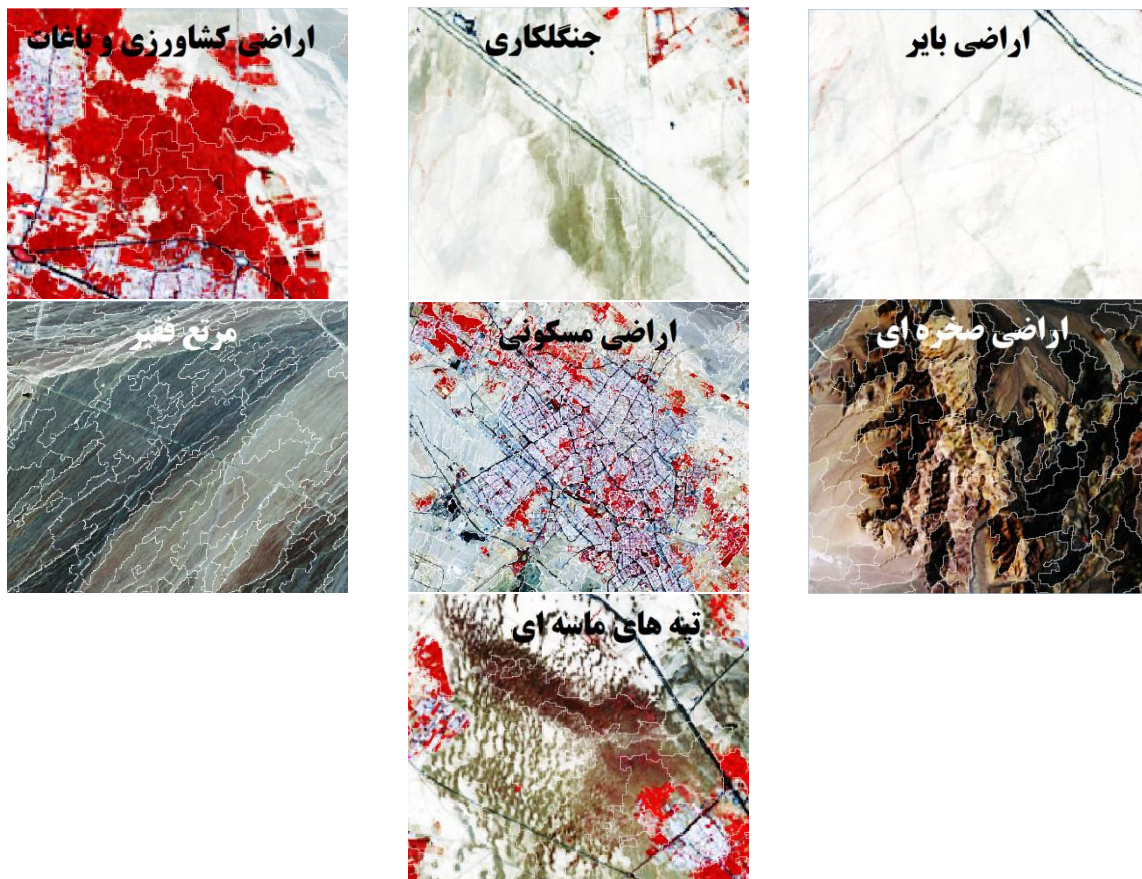 اراضی کشاورزی و باغات
جنگلکاری
اراضی بایر
مرتع فقیر
اراضی مسکونی
اراضی صخره ای
تپه های ماسه ای